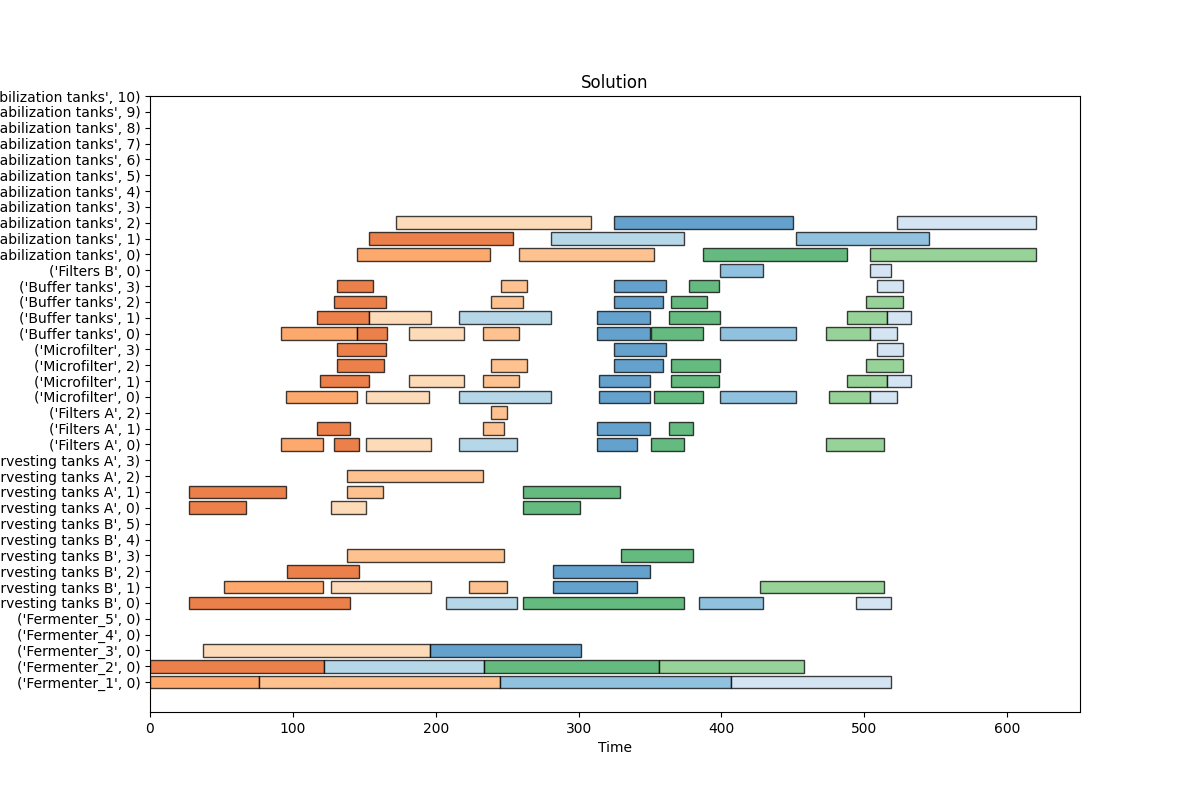 Solution
bilization tanks', 10)
abilization tanks', 9)
abilization tanks', 8)
abilization tanks', 7)
abilization tanks', 6)
abilization tanks', 5)
abilization tanks', 4)
abilization tanks', 3)
abilization tanks', 2)
abilization tanks', 1)
abilization tanks', 0)
('Filters B', 0)
('Buffer tanks', 3)
('Buffer tanks', 2)
('Buffer tanks', 1)
('Buffer tanks', 0)
('Microfilter', 3)
('Microfilter', 2)
('Microfilter', 1)
('Microfilter', 0)
('Filters A', 2)
('Filters A', 1)
('Filters A', 0)
rvesting tanks A', 3)
rvesting tanks A', 2)
rvesting tanks A', 1)
rvesting tanks A', 0)
rvesting tanks B', 5)
rvesting tanks B', 4)
rvesting tanks B', 3)
rvesting tanks B', 2)
rvesting tanks B', 1)
rvesting tanks B', 0)
('Fermenter_5', 0)
('Fermenter_4', 0)
('Fermenter_3', 0)
('Fermenter_2', 0)
('Fermenter_1', 0)
0 100 200 300 400 500 600
Time